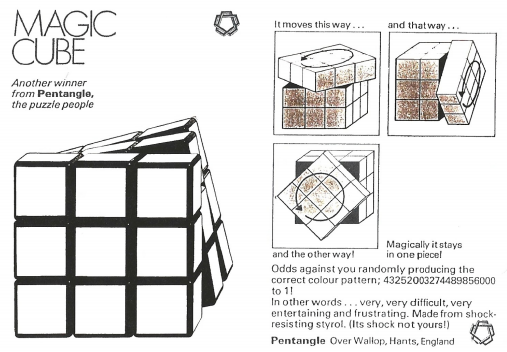 MAGIC
CUBE
Another winner
from Pentangle,
the puzzle people
It moves this way...
and that way...
and the other way!
Magically it stays
in one piece!
Odds against you randomly producing the
correct colour pattern; 43252003274489856000
to 1!
In other words... very, very difficult, very
entertaining and frustrating. Made from shock-
resisting styrol. (Its shock not yours!)
Pentangle Over Wallop, Hants, England